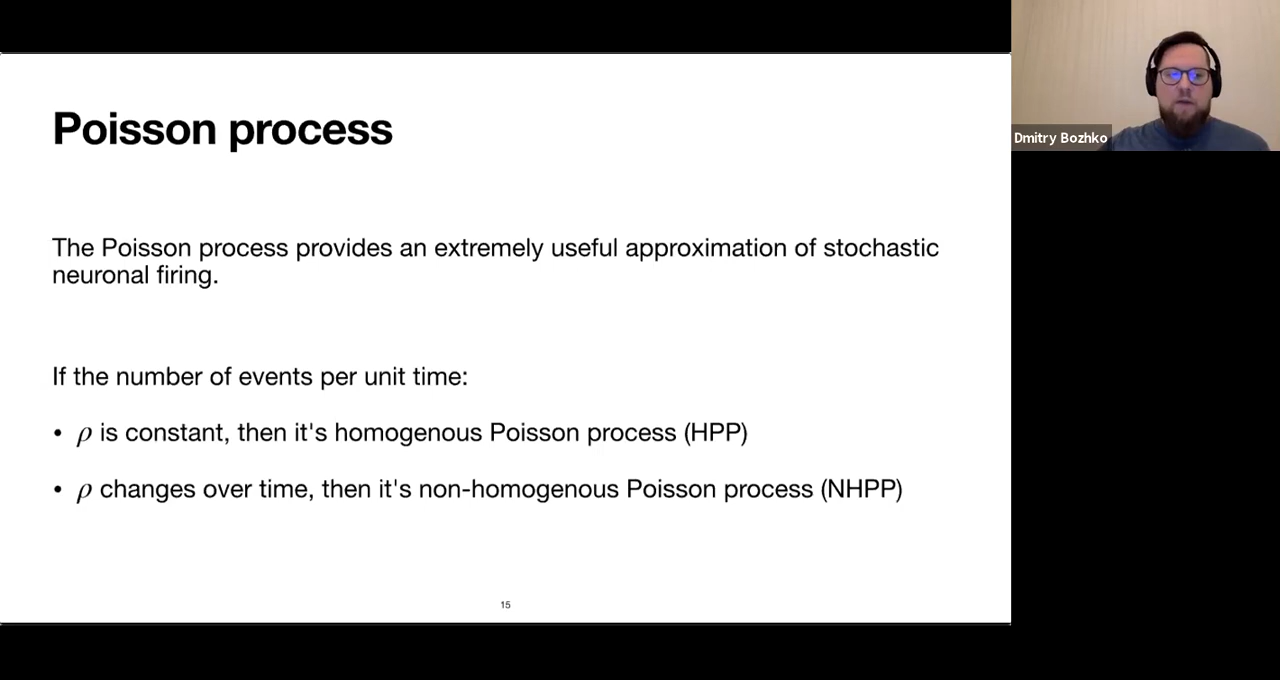 Poisson process
The Poisson process provides an extremely useful approximation of stochastic
neuronal firing.
If the number of events per unit time:
• ρ is constant, then it's homogenous Poisson process (HPP)
• ρ changes over time, then it's non-homogenous Poisson process (NHPP)
15
Dmitry Bozhko